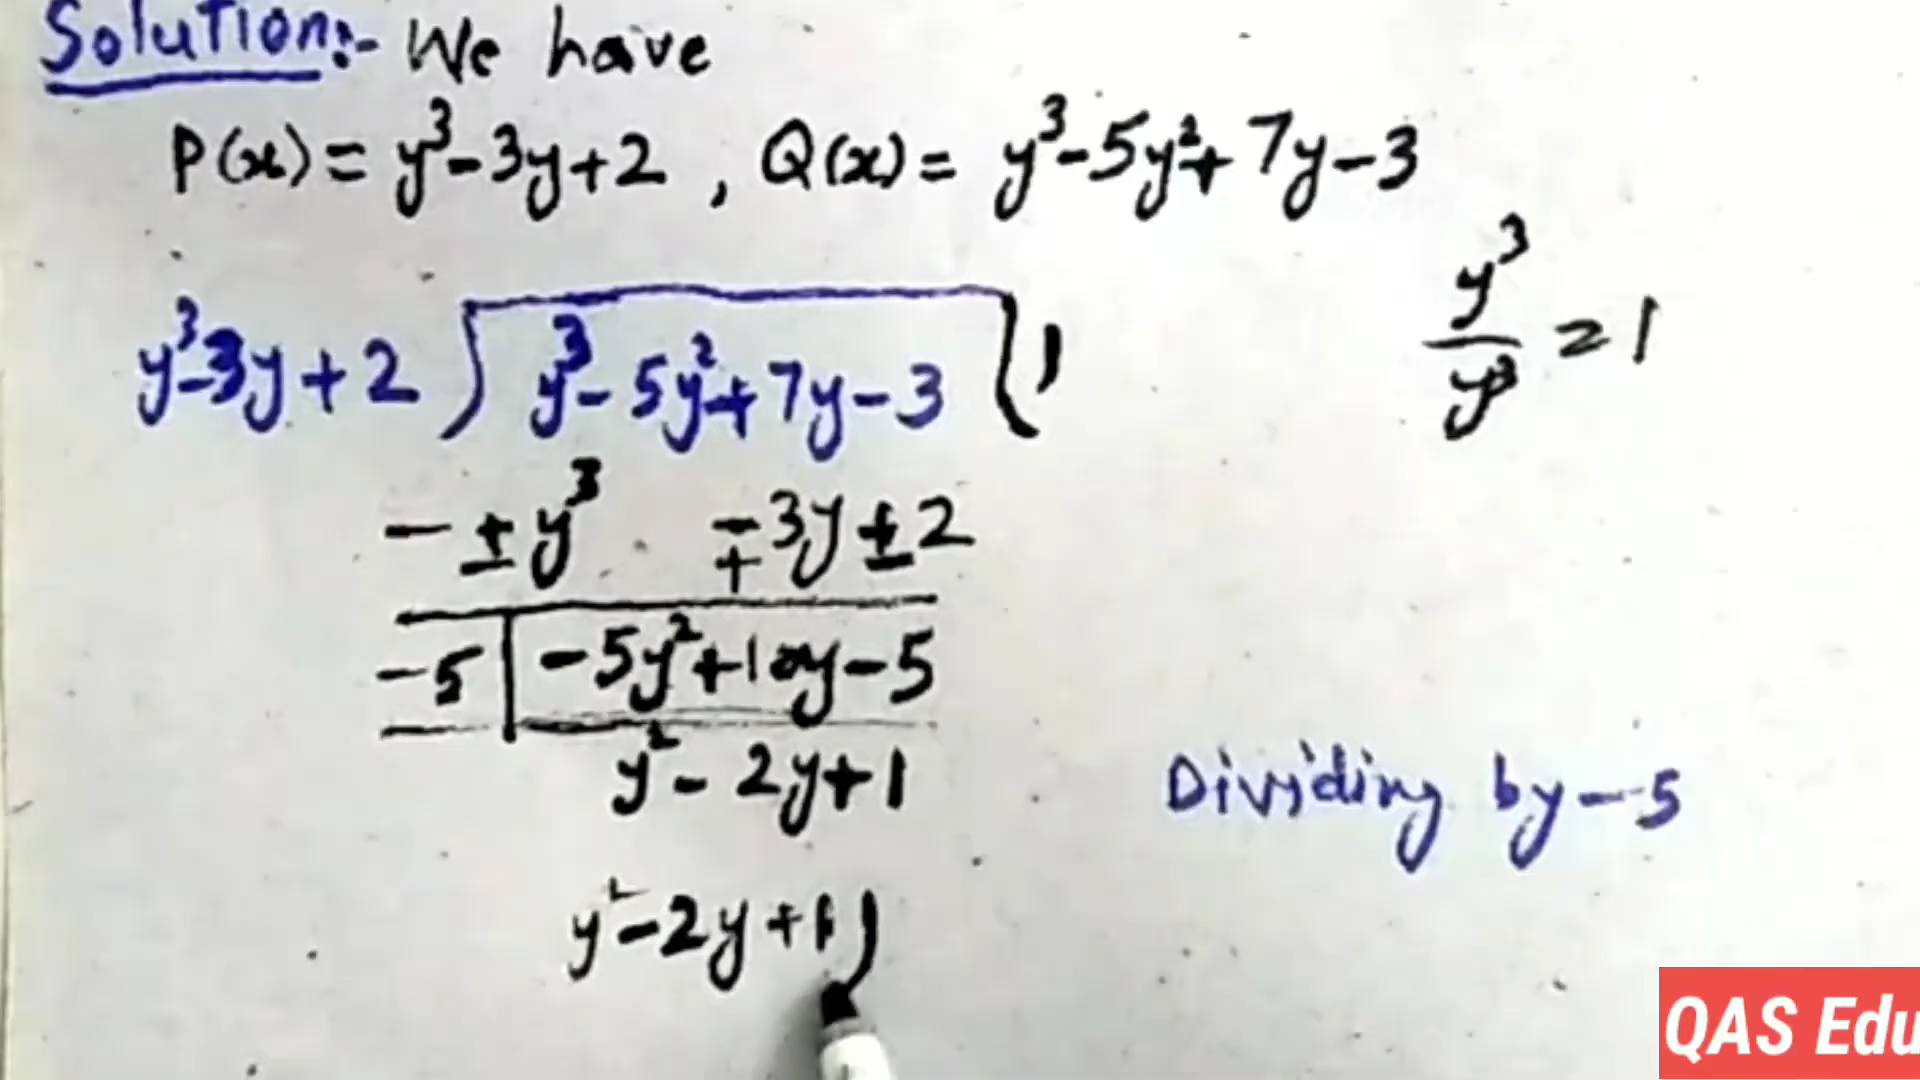 Solution:- We have
P(x) = y³-3y+2 , Q(x) = y³-5y²+7y-3
y³-3y+2 ) y³-5y²+7y-3 ( 1
y³/y³ = 1
- ± y³ ∓ 3y ± 2
-5 | -5y²+10y-5
y²-2y+1
Dividing by -5
y²-2y+1 )
QAS Edu